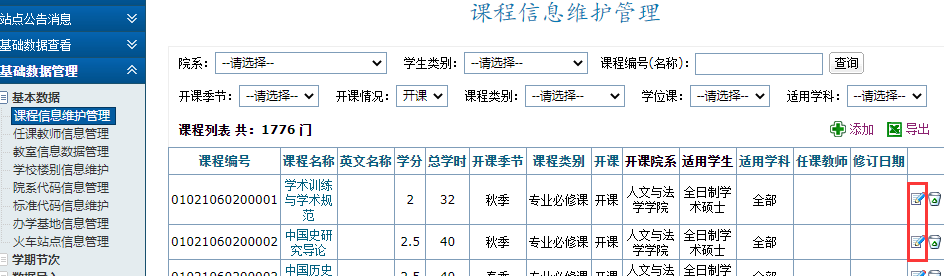 课程信息维护管理
站点公告消息
基础数据查看
基础数据管理
基本数据
课程信息维护管理
任课教师信息管理
教室信息数据管理
学校楼别信息维护
院系代码信息管理
标准代码信息维护
办学基地信息管理
火车站点信息管理
学期节次
院系： --请选择-- 学生类别： --请选择-- 课程编号(名称)： 查询
开课季节： --请选择-- 开课情况： 开课 课程类别： --请选择-- 学位课： --请选择-- 适用学科： --请选择--
课程列表 共：1776 门 添加 导出
课程编号 课程名称 英文名称 学分 总学时 开课季节 课程类别 开课 开课院系 适用学生 适用学科 任课教师 修订日期
01021060200001 学术训练与学术规范 2 32 秋季 专业必修课 开课 人文与法学学院 全日制学术硕士 全部
01021060200002 中国史研究导论 2.5 40 秋季 专业必修课 开课 人文与法学学院 全日制学术硕士 全部
中国历史 人文与法 全日制学